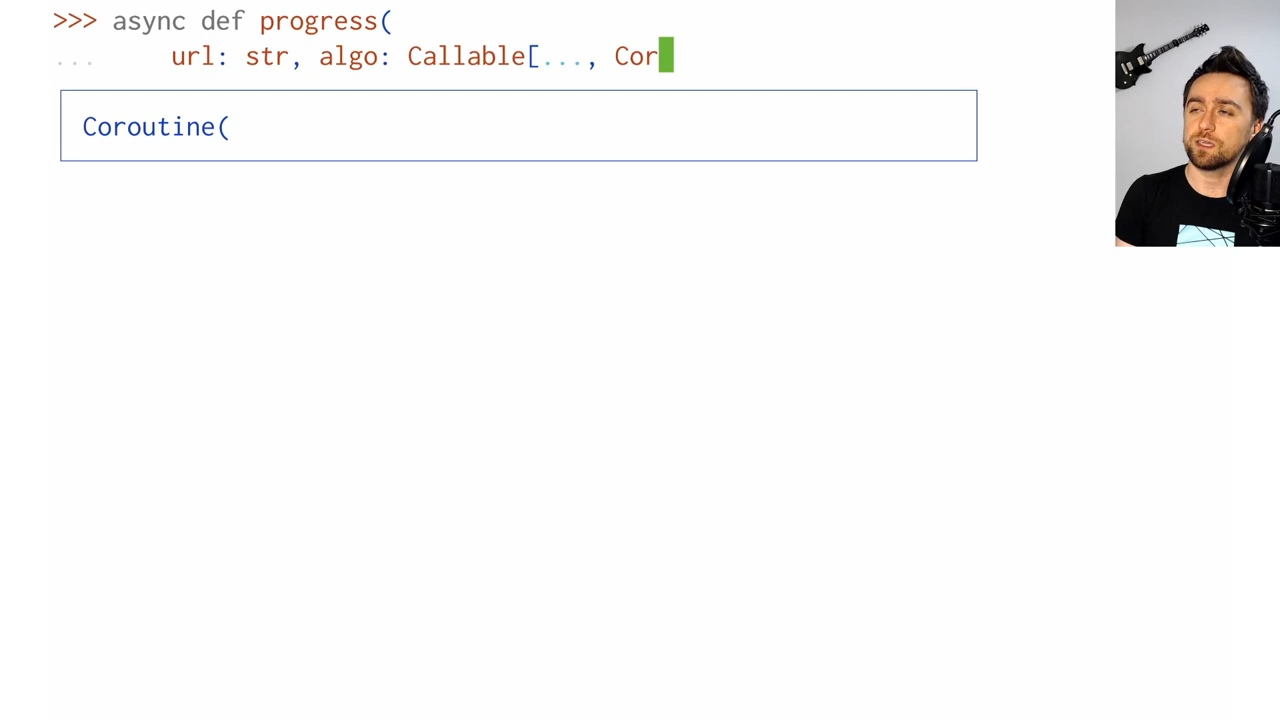 >>> async def progress(
...     url: str, algo: Callable[..., Cor
Coroutine(